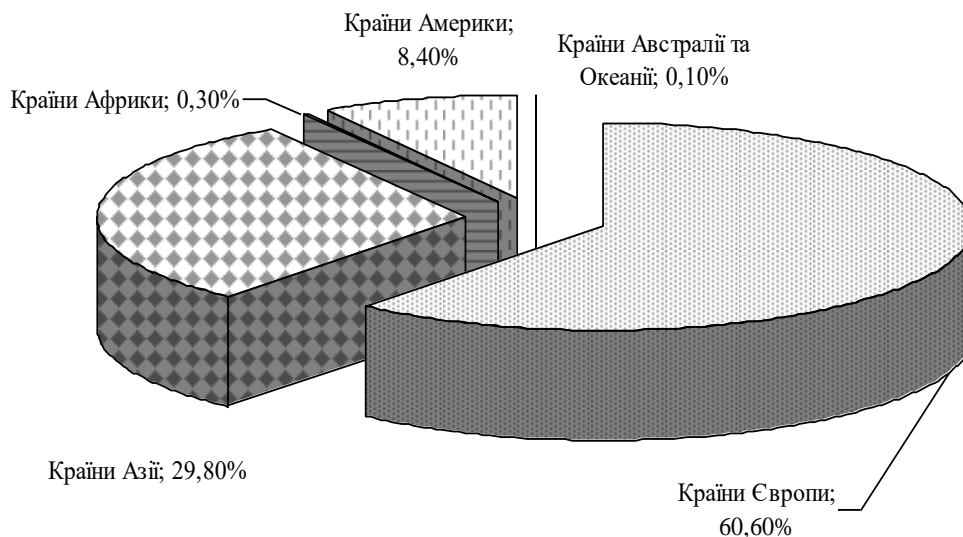 Країни Америки;
8,40%
Країни Австралії та
Океанії; 0,10%
Країни Африки; 0,30%
Країни Азії; 29,80%
Країни Європи;
60,60%